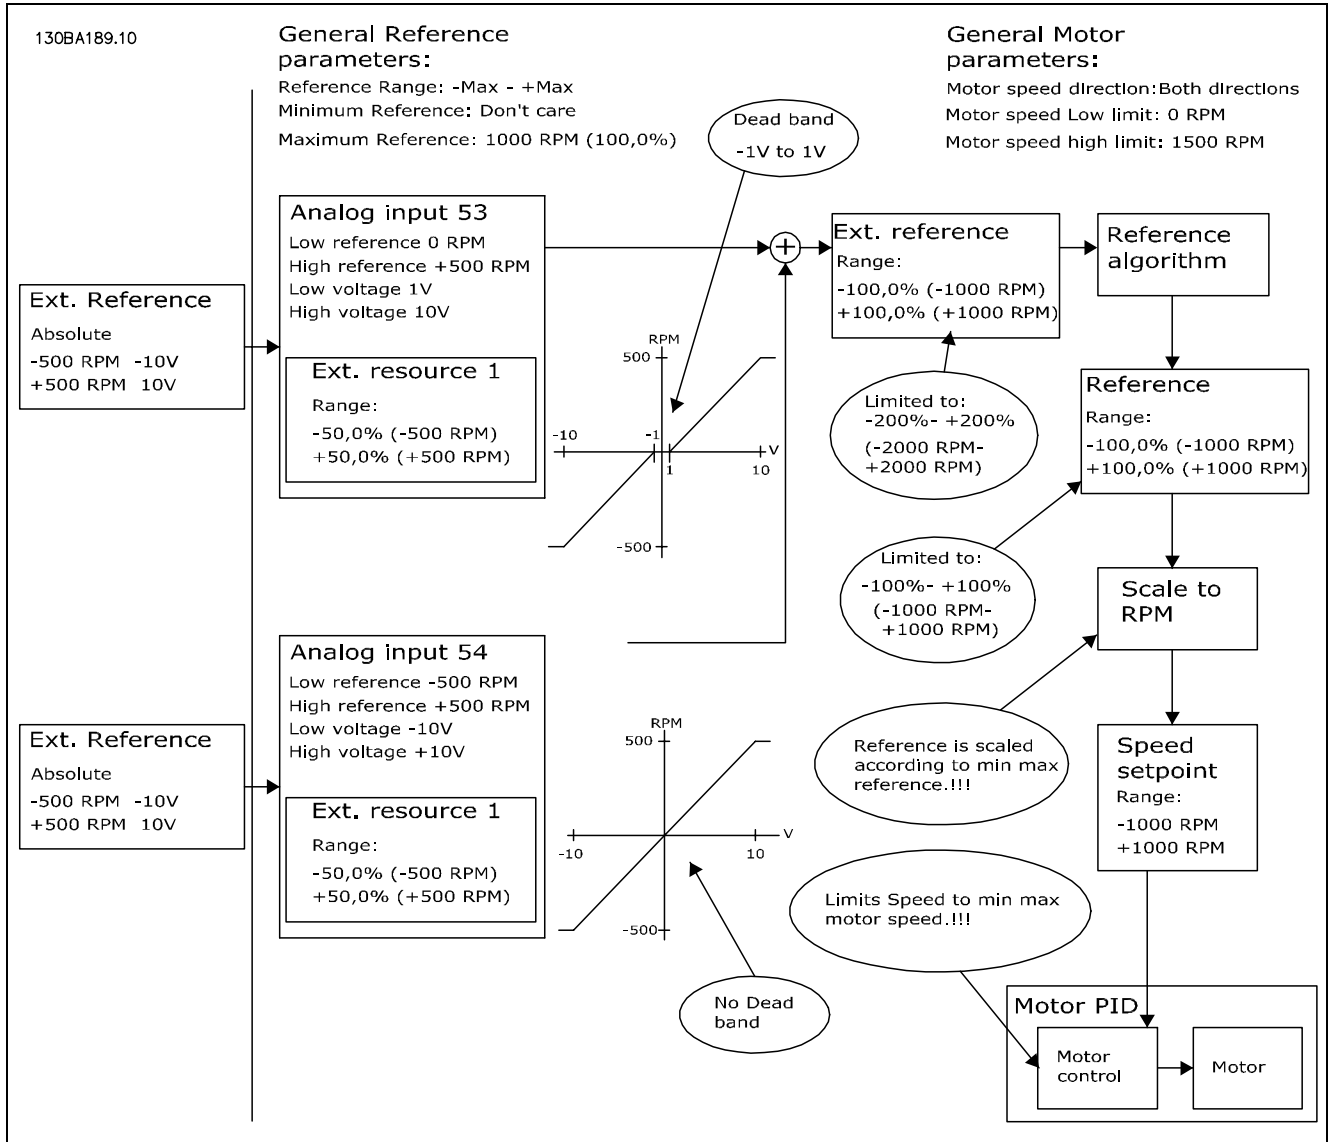 130BA189.10
General Reference
parameters:
Reference Range: -Max - +Max
Minimum Reference: Don't care
Maximum Reference: 1000 RPM (100,0%)
General Motor
parameters:
Motor speed direction:Both directions
Motor speed Low limit: 0 RPM
Motor speed high limit: 1500 RPM
Dead band
-1V to 1V
Ext. Reference
Absolute
-500 RPM -10V
+500 RPM 10V
Analog input 53
Low reference 0 RPM
High reference +500 RPM
Low voltage 1V
High voltage 10V
Ext. resource 1
Range:
-50,0% (-500 RPM)
+50,0% (+500 RPM)
RPM
500
-10
-1
V
1
10
-500
+
Ext. reference
Range:
-100,0% (-1000 RPM)
+100,0% (+1000 RPM)
Reference
algorithm
Limited to:
-200%- +200%
(-2000 RPM-
+2000 RPM)
Reference
Range:
-100,0% (-1000 RPM)
+100,0% (+1000 RPM)
Limited to:
-100%- +100%
(-1000 RPM-
+1000 RPM)
Scale to
RPM
Ext. Reference
Absolute
-500 RPM -10V
+500 RPM 10V
Analog input 54
Low reference -500 RPM
High reference +500 RPM
Low voltage -10V
High voltage +10V
Ext. resource 1
Range:
-50,0% (-500 RPM)
+50,0% (+500 RPM)
RPM
500
V
-10
10
-500
No Dead
band
Reference is scaled
according to min max
reference.!!!
Speed
setpoint
Range:
-1000 RPM
+1000 RPM
Limits Speed to min max
motor speed.!!!
Motor PID
Motor
control
Motor